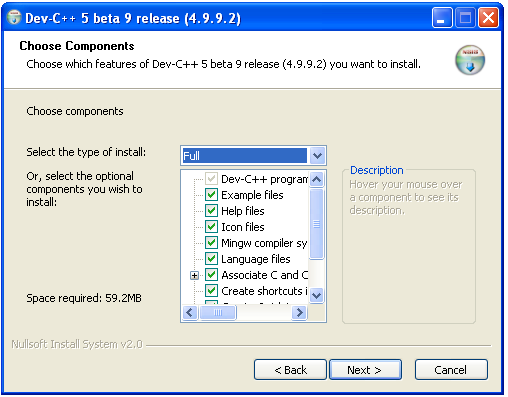 Dev-C++ 5 beta 9 release (4.9.9.2)
Choose Components
Choose which features of Dev-C++ 5 beta 9 release (4.9.9.2) you want to install.
Choose components
Select the type of install:
Full
Or, select the optional
components you wish to
install:
Dev-C++ program
Example files
Help files
Icon files
Mingw compiler sy
Language files
Associate C and C
Create shortcuts i
Description
Hover your mouse over
a component to see its
description.
Space required: 59.2MB
Nullsoft Install System v2.0
< Back
Next >
Cancel